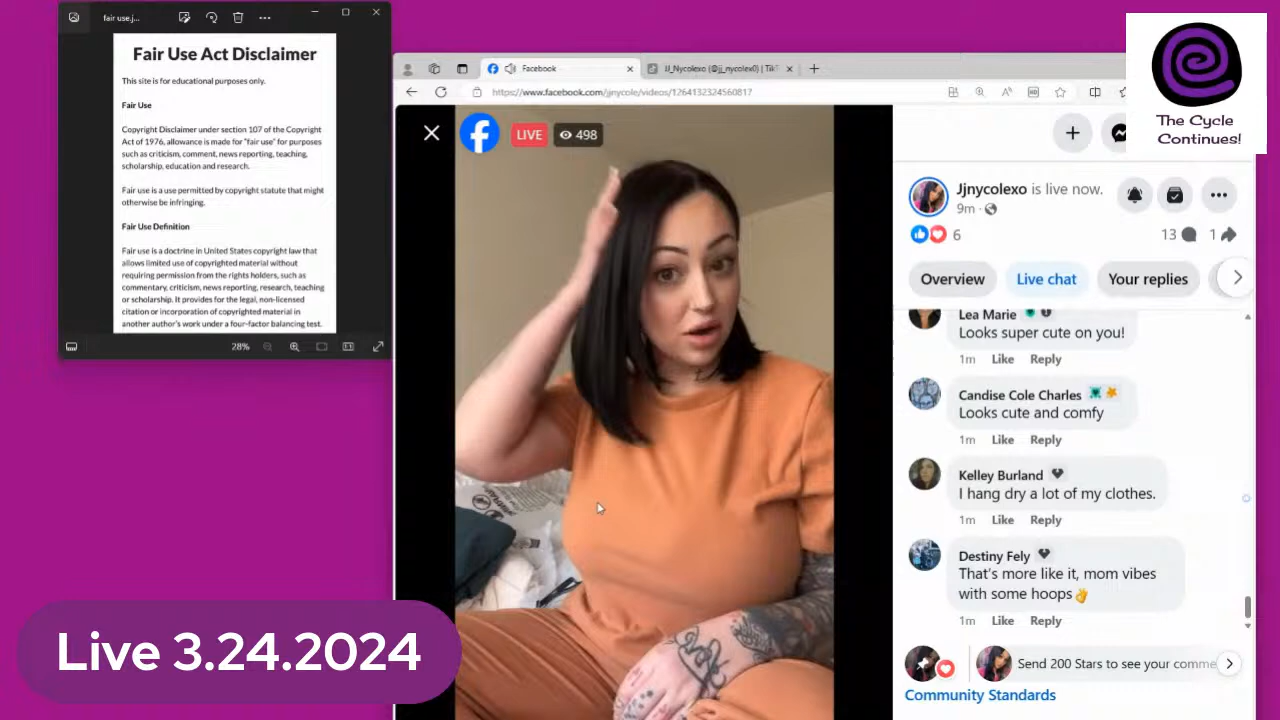 fair use.j...
Fair Use Act Disclaimer
This site is for educational purposes only.
Fair Use
Copyright Disclaimer under section 107 of the Copyright
Act of 1976, allowance is made for "fair use" for purposes
such as criticism, comment, news reporting, teaching,
scholarship, education and research.
Fair use is a use permitted by copyright statute that might
otherwise be infringing.
Fair Use Definition
Fair use is a doctrine in United States copyright law that
allows limited use of copyrighted material without
requiring permission from the rights holders, such as
commentary, criticism, news reporting, research, teaching
or scholarship. It provides for the legal, non-licensed
citation or incorporation of copyrighted material in
another author's work under a four-factor balancing test.
28%
Facebook
JJ_Nycolexo (@jj_nycolex0) | TikT
https://www.facebook.com/jjnycole/videos/1264132324560817
The Cycle
Continues!
LIVE
498
Jjnycolexo is live now.
9m
6
13
1
Overview
Live chat
Your replies
Lea Marie
Looks super cute on you!
1m Like Reply
Candise Cole Charles
Looks cute and comfy
1m Like Reply
Kelley Burland
I hang dry a lot of my clothes.
1m Like Reply
Destiny Fely
That's more like it, mom vibes
with some hoops✌
1m Like Reply
Send 200 Stars to see your comme
Community Standards
Live 3.24.2024